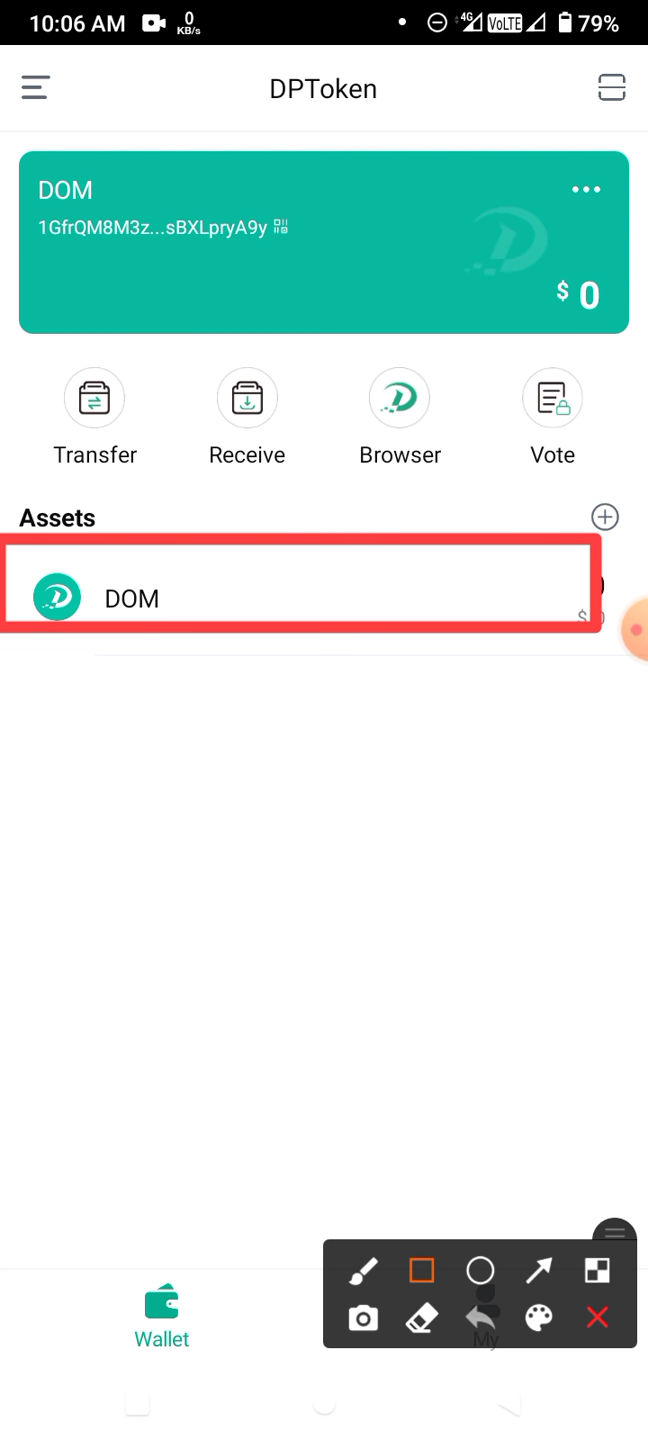 10:06 AM 0 KB/s 4G VoLTE 79%
DPToken
DOM
1GfrQM8M3z...sBXLpryA9y
$ 0
Transfer Receive Browser Vote
Assets
DOM
$
Wallet My